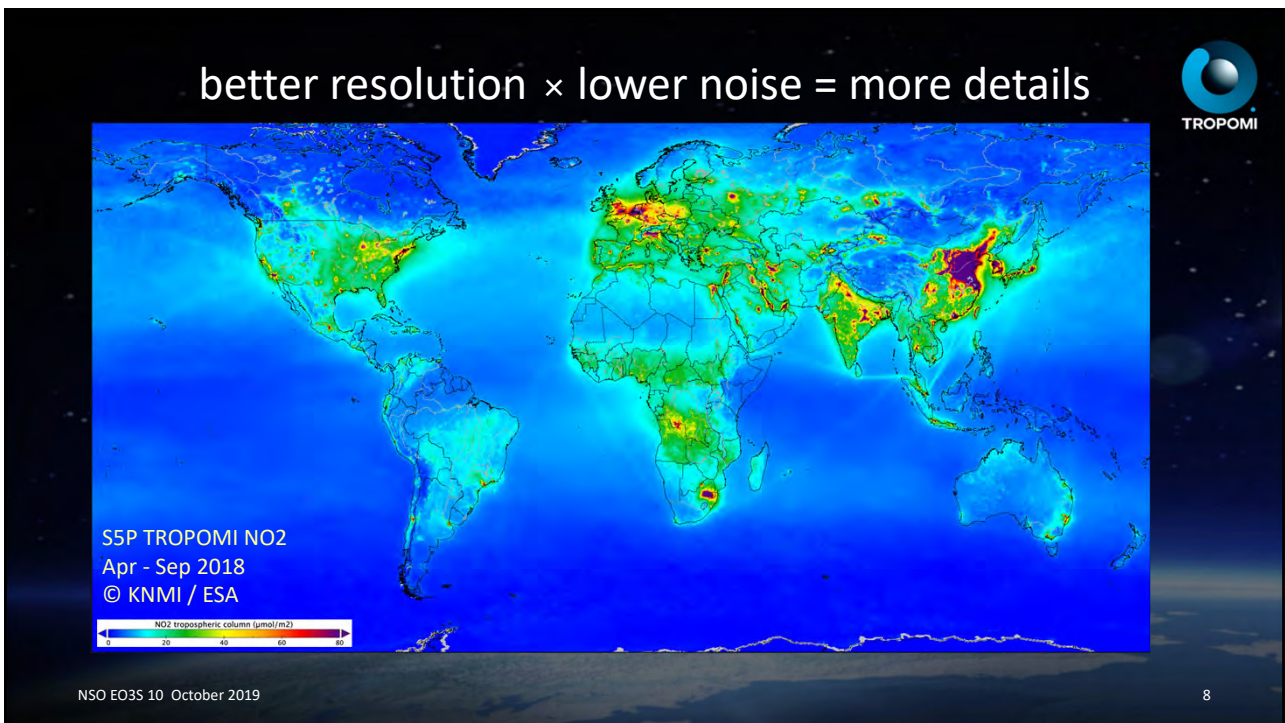 better resolution × lower noise = more details
TROPOMI
S5P TROPOMI NO2
Apr - Sep 2018
© KNMI / ESA
NO2 tropospheric column (µmol/m2)
0 20 40 60 80
NSO EO3S 10 October 2019
8